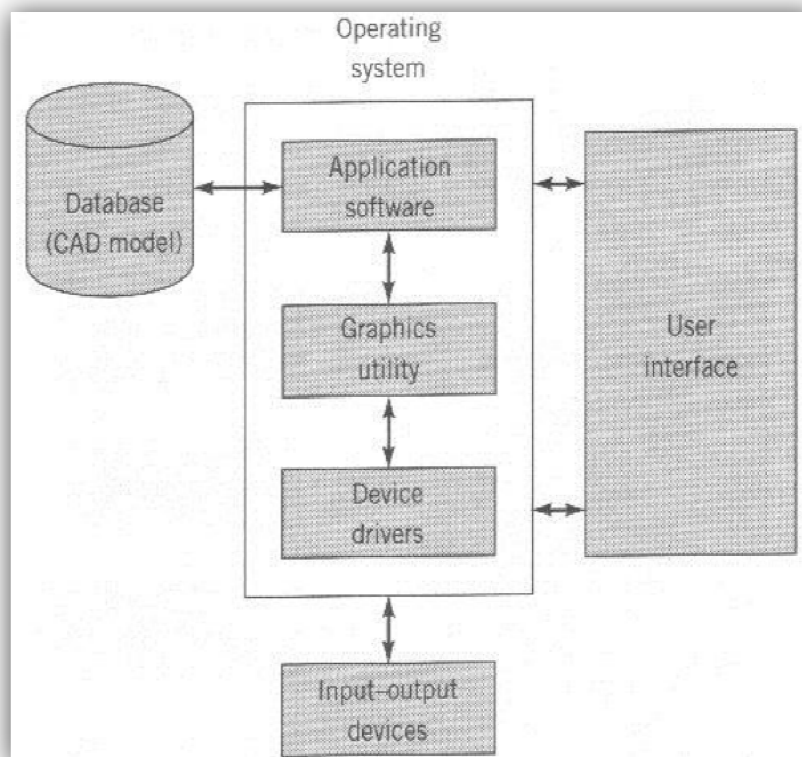 Operating
system
Database
(CAD model)
Application
software
Graphics
utility
Device
drivers
User
interface
Input–output
devices